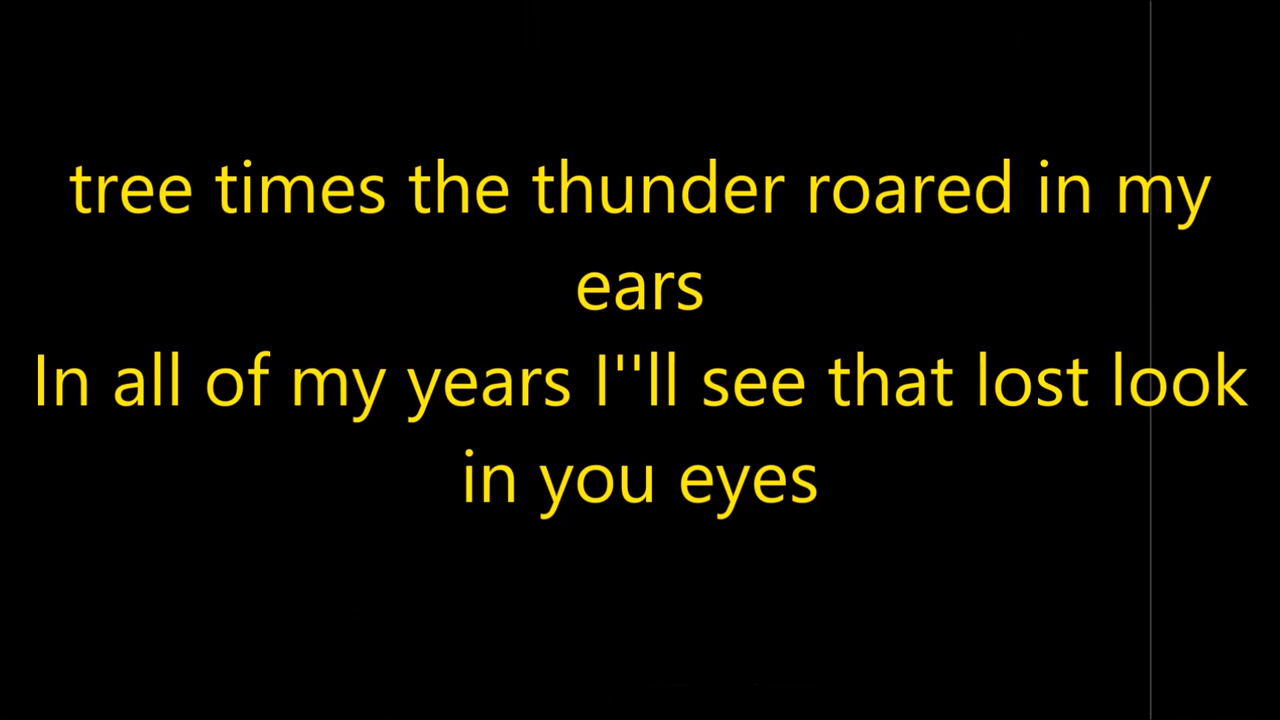 tree times the thunder roared in my
ears
In all of my years I''ll see that lost look
in you eyes